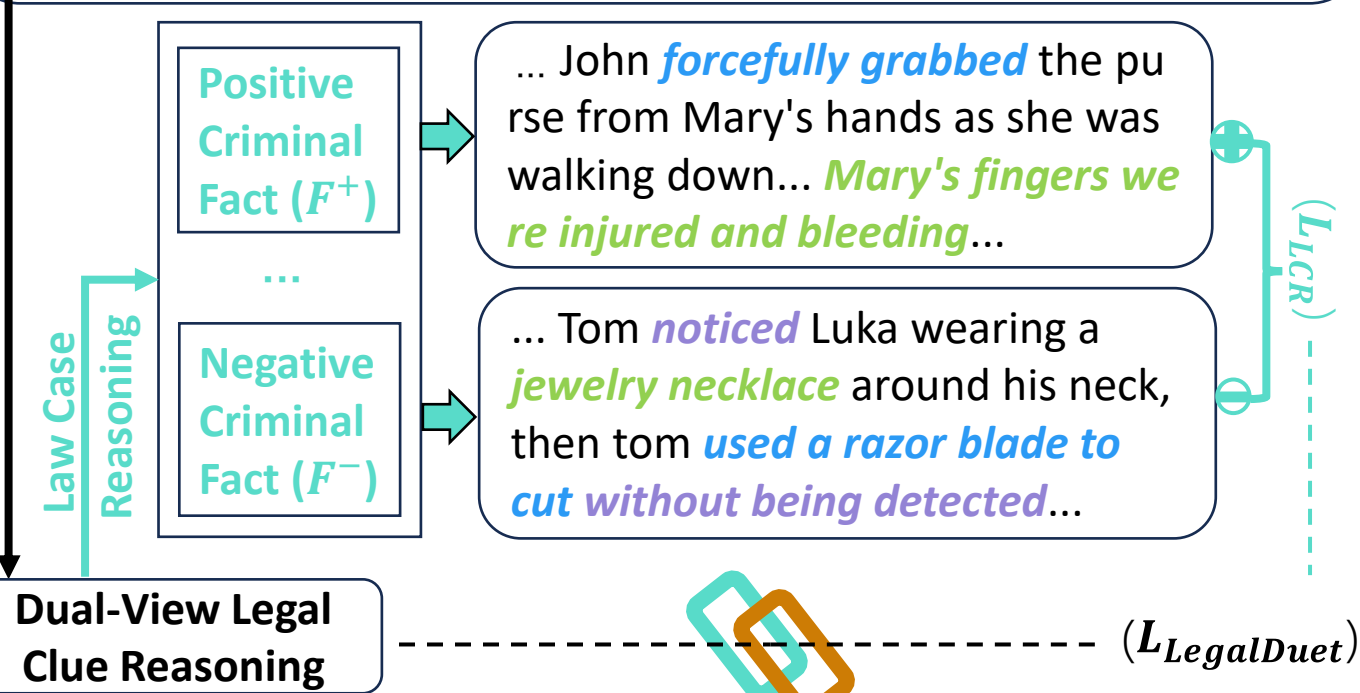 Positive
Criminal
Fact (F⁺)
...
Negative
Criminal
Fact (F⁻)
... John forcefully grabbed the pu
rse from Mary's hands as she was
walking down... Mary's fingers we
re injured and bleeding...
... Tom noticed Luka wearing a
jewelry necklace around his neck,
then tom used a razor blade to
cut without being detected...
(L_LCR)
Law Case
Reasoning
Dual-View Legal
Clue Reasoning
(L_LegalDuet)